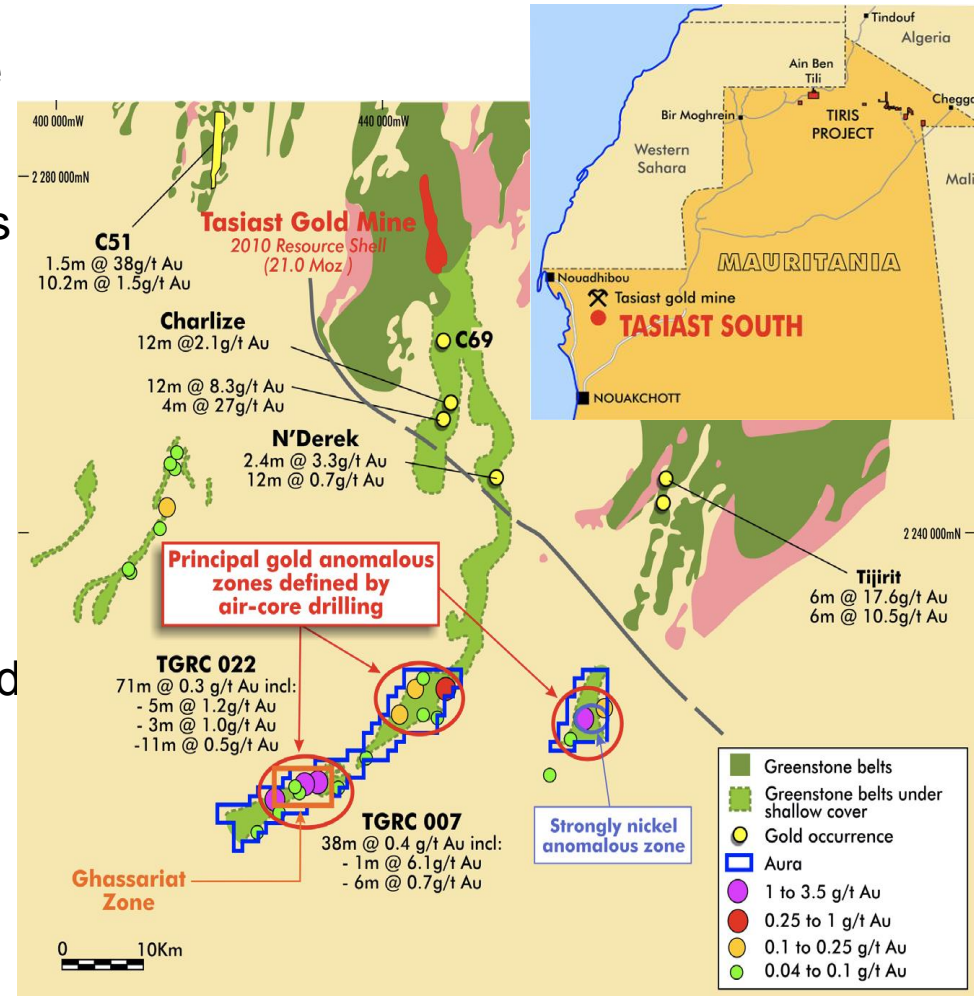 400 000mW
440 000mW
2 280 000mN
Tasiast Gold Mine
2010 Resource Shell
(21.0 Moz )
C51
1.5m @ 38g/t Au
10.2m @ 1.5g/t Au
Charlize
12m @2.1g/t Au
C69
12m @ 8.3g/t Au
4m @ 27g/t Au
N'Derek
2.4m @ 3.3g/t Au
12m @ 0.7g/t Au
Tindouf
Algeria
Ain Ben
Tili
Bir Moghrein
TIRIS
PROJECT
Chegga
Western
Sahara
Mali
MAURITANIA
Nouadhibou
Tasiast gold mine
TASIAST SOUTH
NOUAKCHOTT
2 240 000mN
Principal gold anomalous
zones defined by
air-core drilling
Tijirit
6m @ 17.6g/t Au
6m @ 10.5g/t Au
TGRC 022
71m @ 0.3 g/t Au incl:
- 5m @ 1.2g/t Au
- 3m @ 1.0g/t Au
-11m @ 0.5g/t Au
TGRC 007
38m @ 0.4 g/t Au incl:
- 1m @ 6.1g/t Au
- 6m @ 0.7g/t Au
Strongly nickel
anomalous zone
Ghassariat
Zone
0 10Km
Greenstone belts
Greenstone belts under
shallow cover
Gold occurrence
Aura
1 to 3.5 g/t Au
0.25 to 1 g/t Au
0.1 to 0.25 g/t Au
0.04 to 0.1 g/t Au